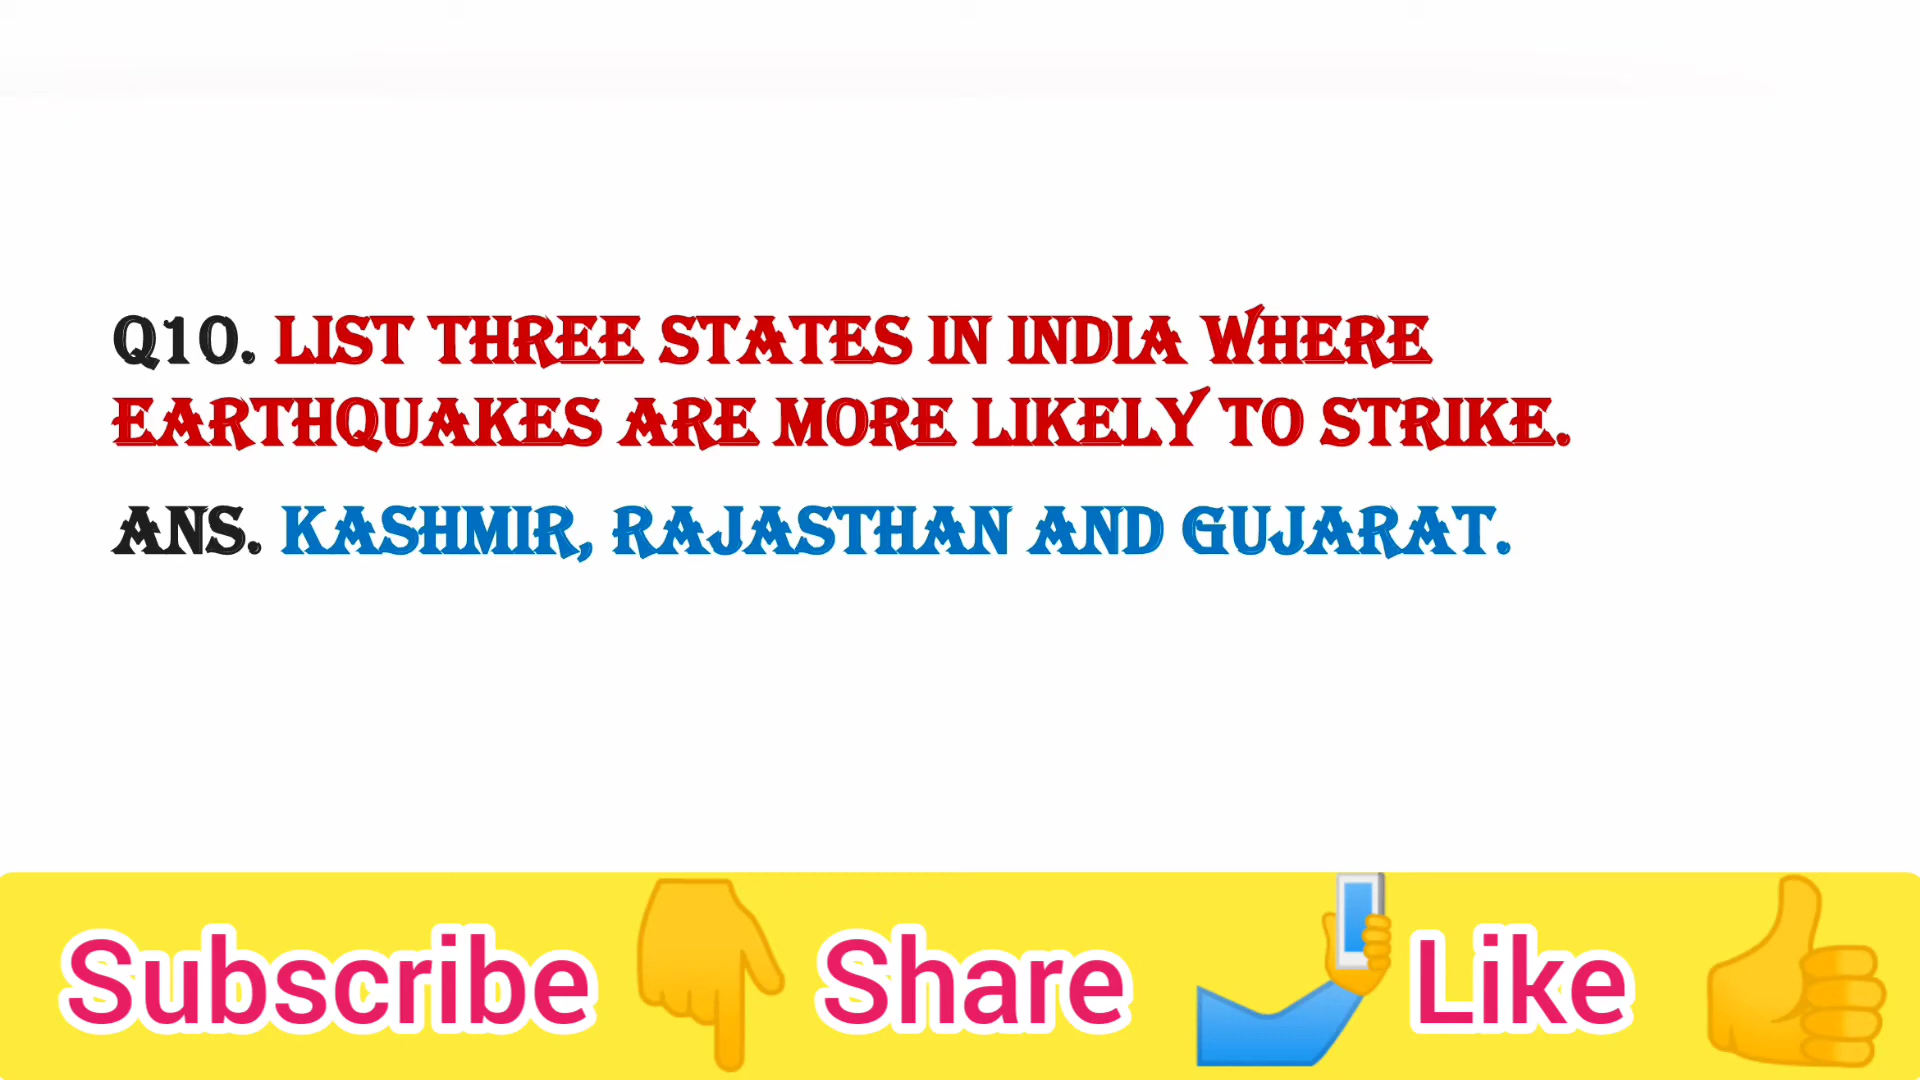 Q10. LIST THREE STATES IN INDIA WHERE
EARTHQUAKES ARE MORE LIKELY TO STRIKE.
ANS. KASHMIR, RAJASTHAN AND GUJARAT.
Subscribe Share Like